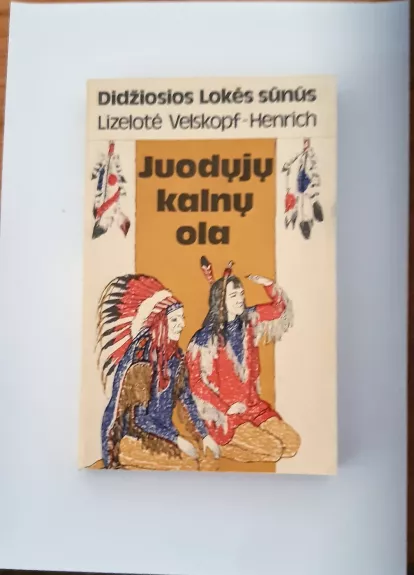 Didžiosios Lokės sūnūs
Lizelotė Velskopf-Henrich
Juodųjų
kalnų
ola